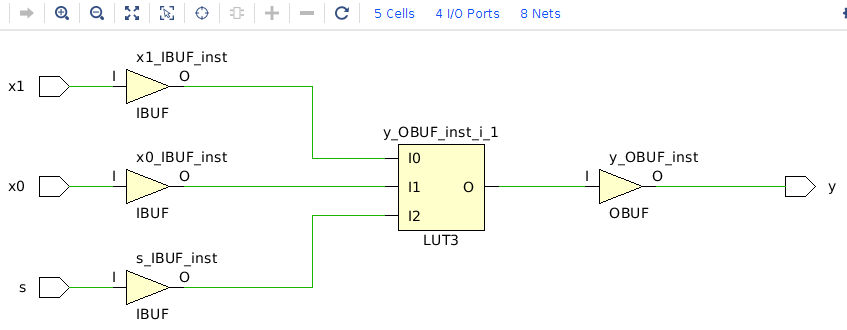 5 Cells 4 I/O Ports 8 Nets
x1_IBUF_inst
x1 I O
IBUF
y_OBUF_inst_i_1
x0_IBUF_inst
I0
y_OBUF_inst
x0 I O
I1 O
I O
y
IBUF
I2
OBUF
LUT3
s_IBUF_inst
s I O
IBUF